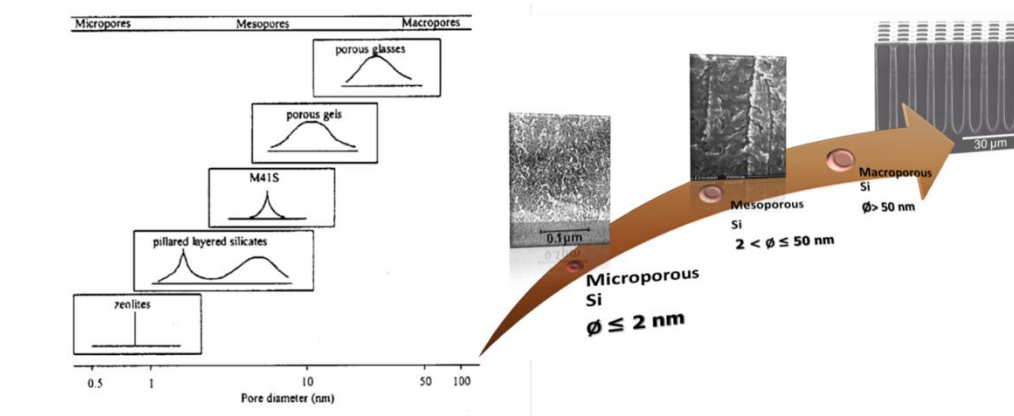 Micropores Mesopores Macropores
porous glasses
porous gels
M41S
pillared layered silicates
zeolites
0.5 1 10 50 100
Pore diameter (nm)
0.1µm
Microporous
Si
Ø ≤ 2 nm
Mesoporous
Si
2 < Ø ≤ 50 nm
30 µm
Macroporous
Si
Ø> 50 nm